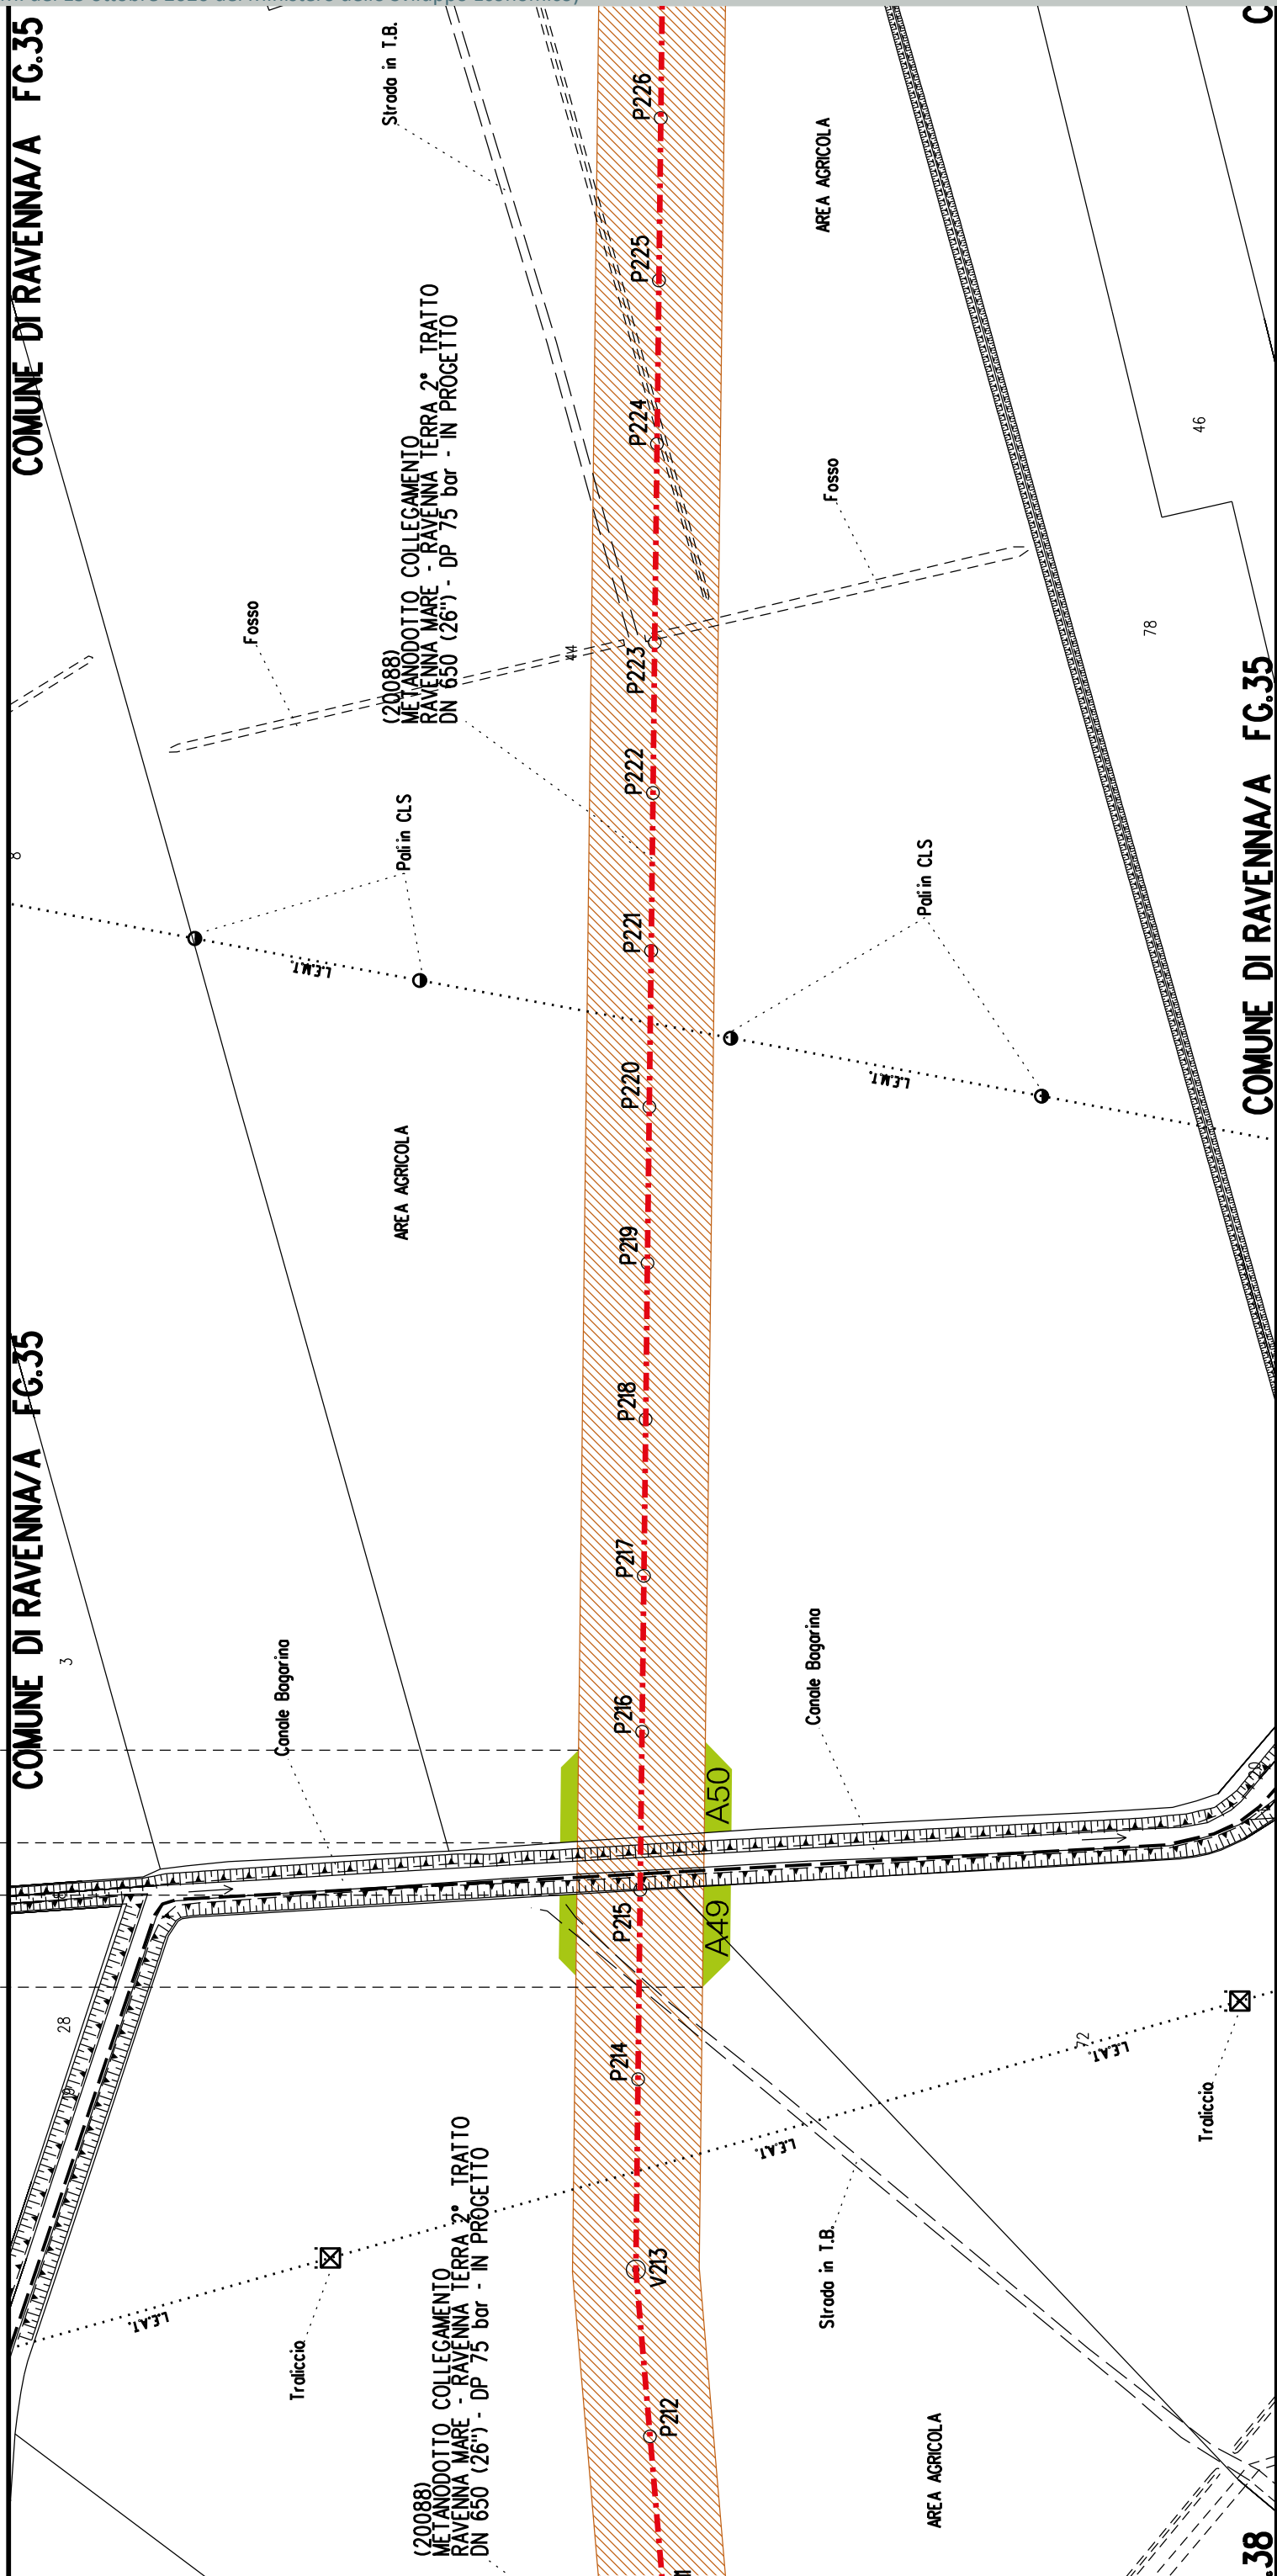 COMUNE DI RAVENNA/A FG.35
Strada in T.B.
P226
AREA AGRICOLA
P225
(20088)
METANODOTTO COLLEGAMENTO
RAVENNA MARE - RAVENNA TERRA 2° TRATTO
DN 650 (26") - DP 75 bar - IN PROGETTO
P224
46
Fosso
Fosso
44
78
P223
COMUNE DI RAVENNA/A FG.35
P222
Pali in CLS
8
Pali in CLS
P221
L.E.M.T.
P220
L.E.M.T.
AREA AGRICOLA
P219
COMUNE DI RAVENNA/A FG.35
P218
P217
3
Canale Bagarina
Canale Bagarina
P216
A50
P215
A49
28
19
72
L.E.A.T.
P214
Traliccio
L.E.A.T.
V213
Strada in T.B.
L.E.A.T.
Traliccio
(20088)
METANODOTTO COLLEGAMENTO
RAVENNA MARE - RAVENNA TERRA 2° TRATTO
DN 650 (26") - DP 75 bar - IN PROGETTO
P212
AREA AGRICOLA
.38